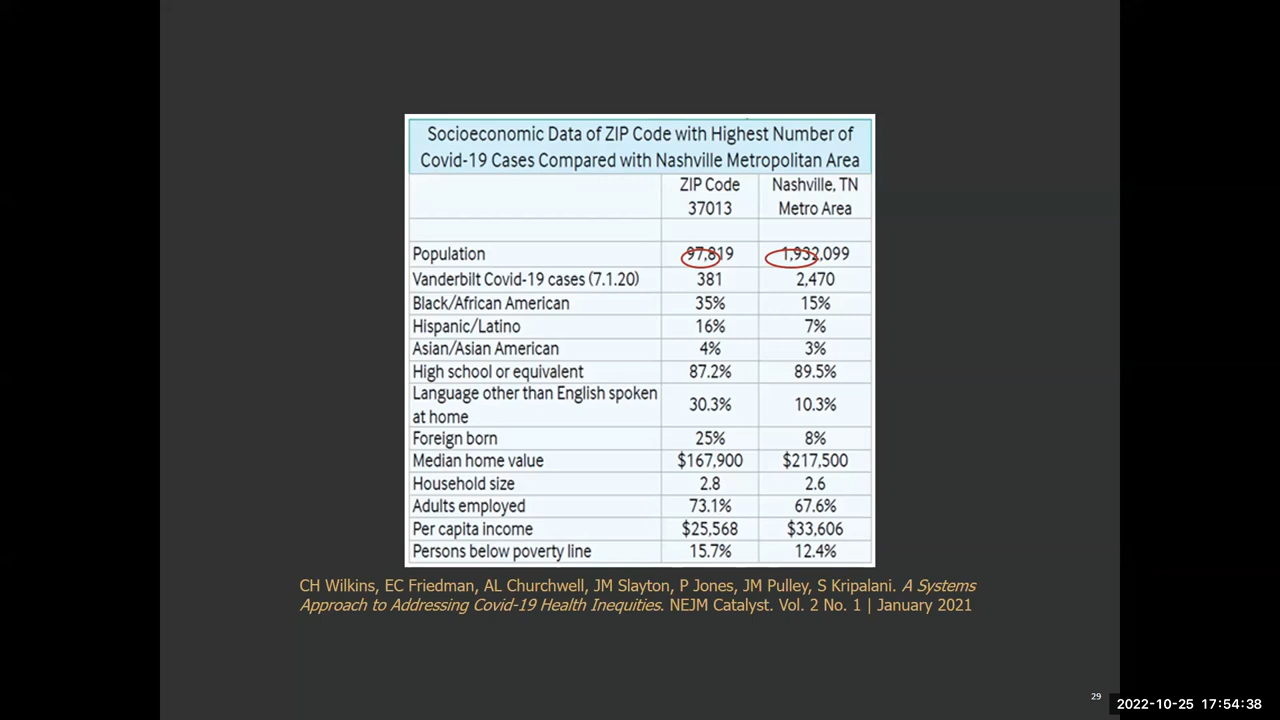 Socioeconomic Data of ZIP Code with Highest Number of
Covid-19 Cases Compared with Nashville Metropolitan Area
ZIP Code 37013 Nashville, TN Metro Area
Population 97,819 1,932,099
Vanderbilt Covid-19 cases (7.1.20) 381 2,470
Black/African American 35% 15%
Hispanic/Latino 16% 7%
Asian/Asian American 4% 3%
High school or equivalent 87.2% 89.5%
Language other than English spoken at home 30.3% 10.3%
Foreign born 25% 8%
Median home value $167,900 $217,500
Household size 2.8 2.6
Adults employed 73.1% 67.6%
Per capita income $25,568 $33,606
Persons below poverty line 15.7% 12.4%
CH Wilkins, EC Friedman, AL Churchwell, JM Slayton, P Jones, JM Pulley, S Kripalani. A Systems
Approach to Addressing Covid-19 Health Inequities. NEJM Catalyst. Vol. 2 No. 1 | January 2021
29
2022-10-25 17:54:38